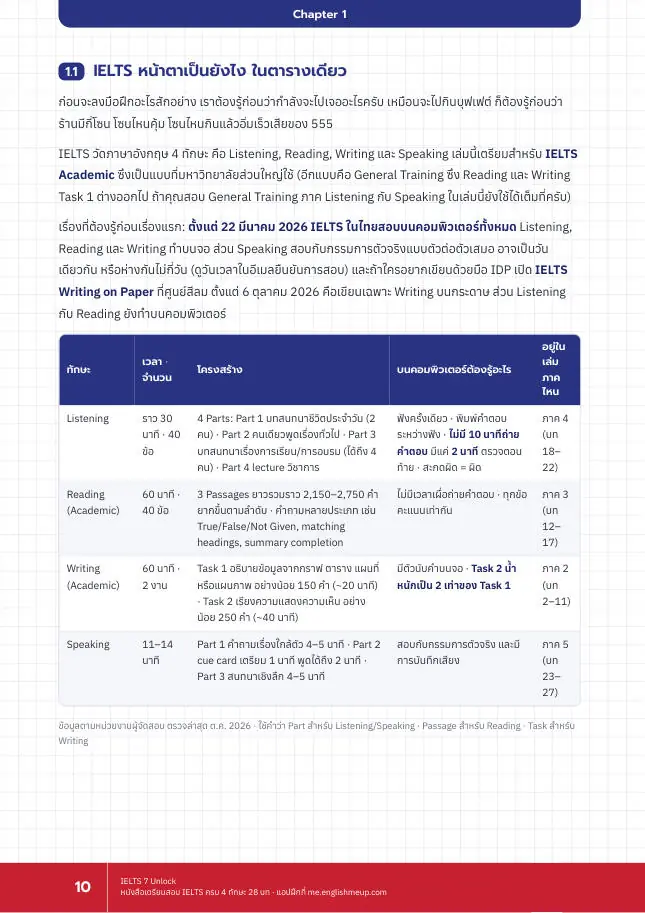 Chapter 1
1.1 IELTS หน้าตาเป็นยังไง ในตารางเดียว
ก่อนจะลงมือฝึกอะไรสักอย่าง เราต้องรู้ก่อนว่ากำลังจะไปเจออะไรครับ เหมือนจะไปกินบุฟเฟต์ ก็ต้องรู้ก่อนว่า
ร้านมีกี่โซน โซนไหนคุ้ม โซนไหนกินแล้วอิ่มเร็วเสียของ 555
IELTS วัดภาษาอังกฤษ 4 ทักษะ คือ Listening, Reading, Writing และ Speaking เล่มนี้เตรียมสำหรับ IELTS
Academic ซึ่งเป็นแบบที่มหาวิทยาลัยส่วนใหญ่ใช้ (อีกแบบคือ General Training ซึ่ง Reading และ Writing
Task 1 ต่างออกไป ถ้าคุณสอบ General Training ภาค Listening กับ Speaking ในเล่มนี้ยังใช้ได้เต็มที่ครับ)
เรื่องที่ต้องรู้ก่อนเรื่องแรก: ตั้งแต่ 22 มีนาคม 2026 IELTS ในไทยสอบบนคอมพิวเตอร์ทั้งหมด Listening,
Reading และ Writing ทำบนจอ ส่วน Speaking สอบกับกรรมการตัวจริงแบบตัวต่อตัวเสมอ อาจเป็นวัน
เดียวกัน หรือห่างกันไม่กี่วัน (ดูวันเวลาในอีเมลยืนยันการสอบ) และถ้าใครอยากเขียนด้วยมือ IDP เปิด IELTS
Writing on Paper ที่ศูนย์สีลม ตั้งแต่ 6 ตุลาคม 2026 คือเขียนเฉพาะ Writing บนกระดาษ ส่วน Listening
กับ Reading ยังทำบนคอมพิวเตอร์
ทักษะ
เวลา ·
จำนวน
โครงสร้าง
บนคอมพิวเตอร์ต้องรู้อะไร
อยู่ใน
เล่ม
ภาค
ไหน
Listening
ราว 30
นาที · 40
ข้อ
4 Parts: Part 1 บทสนทนาชีวิตประจำวัน (2
คน) · Part 2 คนเดียวพูดเรื่องทั่วไป · Part 3
บทสนทนาเรื่องการเรียน/การอบรม (ได้ถึง 4
คน) · Part 4 lecture วิชาการ
ฟังครั้งเดียว · พิมพ์คำตอบ
ระหว่างฟัง · ไม่มี 10 นาทีถ่าย
คำตอบ มีแค่ 2 นาที ตรวจตอน
ท้าย · สะกดผิด = ผิด
ภาค 4
(บท
18–
22)
Reading
(Academic)
60 นาที ·
40 ข้อ
3 Passages ยาวรวมราว 2,150–2,750 คำ
ยากขึ้นตามลำดับ · คำถามหลายประเภท เช่น
True/False/Not Given, matching
headings, summary completion
ไม่มีเวลาเผื่อถ่ายคำตอบ · ทุกข้อ
คะแนนเท่ากัน
ภาค 3
(บท
12–
17)
Writing
(Academic)
60 นาที ·
2 งาน
Task 1 อธิบายข้อมูลจากกราฟ ตาราง แผนที่
หรือแผนภาพ อย่างน้อย 150 คำ (~20 นาที)
· Task 2 เรียงความแสดงความเห็น อย่าง
น้อย 250 คำ (~40 นาที)
มีตัวนับคำบนจอ · Task 2 น้ำ
หนักเป็น 2 เท่าของ Task 1
ภาค 2
(บท
2–11)
Speaking
11–14
นาที
Part 1 คำถามเรื่องใกล้ตัว 4–5 นาที · Part 2
cue card เตรียม 1 นาที พูดได้ถึง 2 นาที ·
Part 3 สนทนาเชิงลึก 4–5 นาที
สอบกับกรรมการตัวจริง และมี
การบันทึกเสียง
ภาค 5
(บท
23–
27)
ข้อมูลตามหน่วยงานผู้จัดสอบ ตรวจล่าสุด ต.ค. 2026 · ใช้คำว่า Part สำหรับ Listening/Speaking · Passage สำหรับ Reading · Task สำหรับ
Writing
10
IELTS 7 Unlock
หนังสือเตรียมสอบ IELTS ครบ 4 ทักษะ 28 บท · แอปฝึกที่ me.englishmeup.com